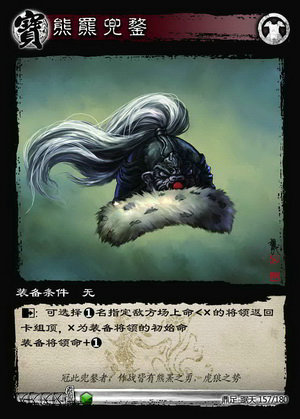 寶
熊羆兜鍪
装备条件 无
: 可选择1名指定敌方场上命<×的将领返回
卡组顶,×为装备将领的初始命
装备将领命+1
冠此兜鍪者,作战皆有熊羆之勇、虎狼之势
157/180